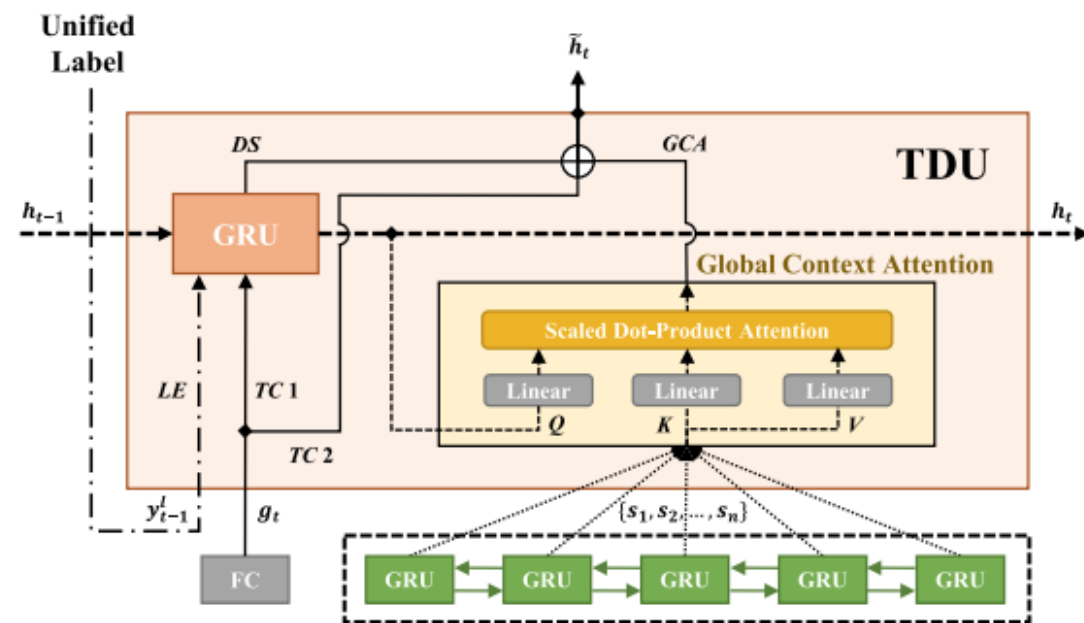 Unified
Label
h̃ₜ
DS
GCA
TDU
hₜ₋₁
GRU
hₜ
Global Context Attention
Scaled Dot-Product Attention
Linear
Linear
Linear
LE
TC 1
Q
K
V
TC 2
yˡₜ₋₁
gₜ
{s₁, s₂, ..., sₙ}
FC
GRU
GRU
GRU
GRU
GRU